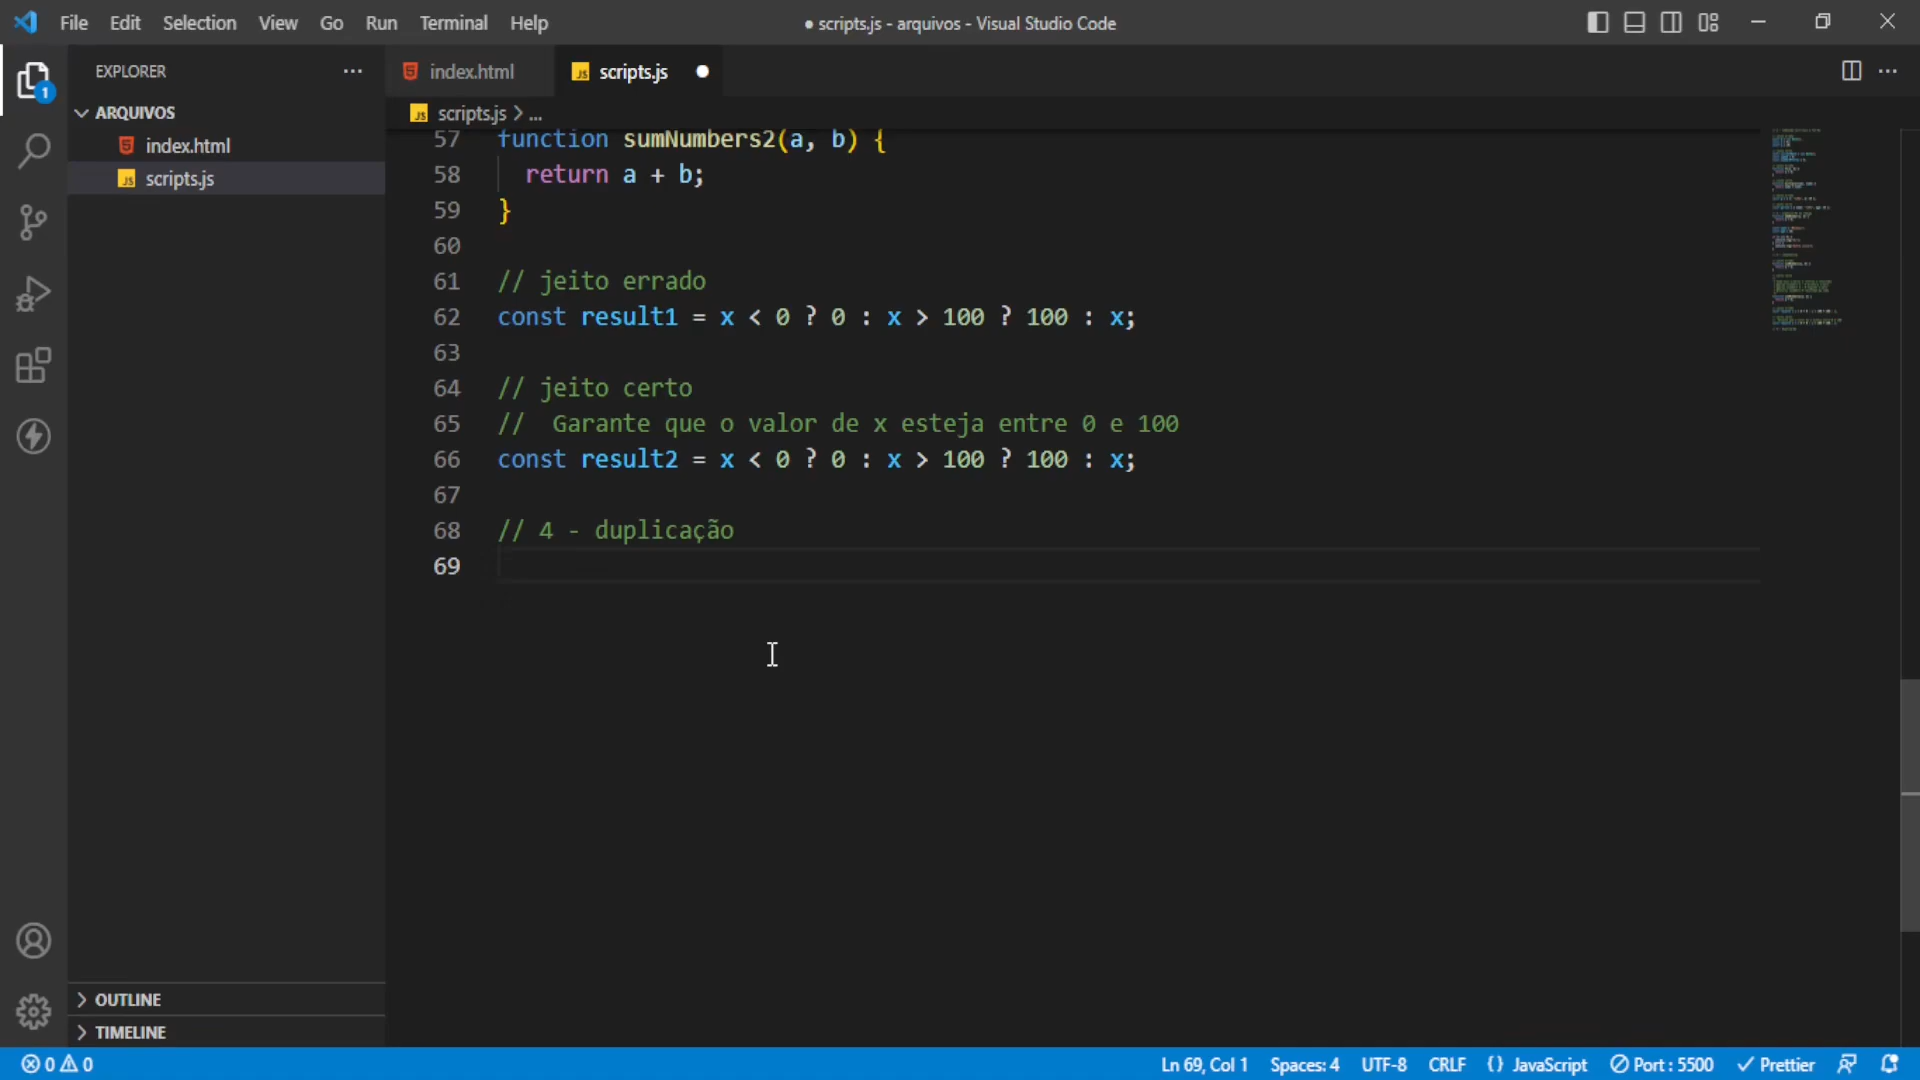 File Edit Selection View Go Run Terminal Help
● scripts.js - arquivos - Visual Studio Code
EXPLORER
ARQUIVOS
index.html
JS scripts.js
1
index.html
JS scripts.js
JS scripts.js > ...
57 function sumNumbers2(a, b) {
58 return a + b;
59 }
60
61 // jeito errado
62 const result1 = x < 0 ? 0 : x > 100 ? 100 : x;
63
64 // jeito certo
65 //  Garante que o valor de x esteja entre 0 e 100
66 const result2 = x < 0 ? 0 : x > 100 ? 100 : x;
67
68 // 4 - duplicação
69
OUTLINE
TIMELINE
0 0
Ln 69, Col 1 Spaces: 4 UTF-8 CRLF {} JavaScript Port : 5500 Prettier